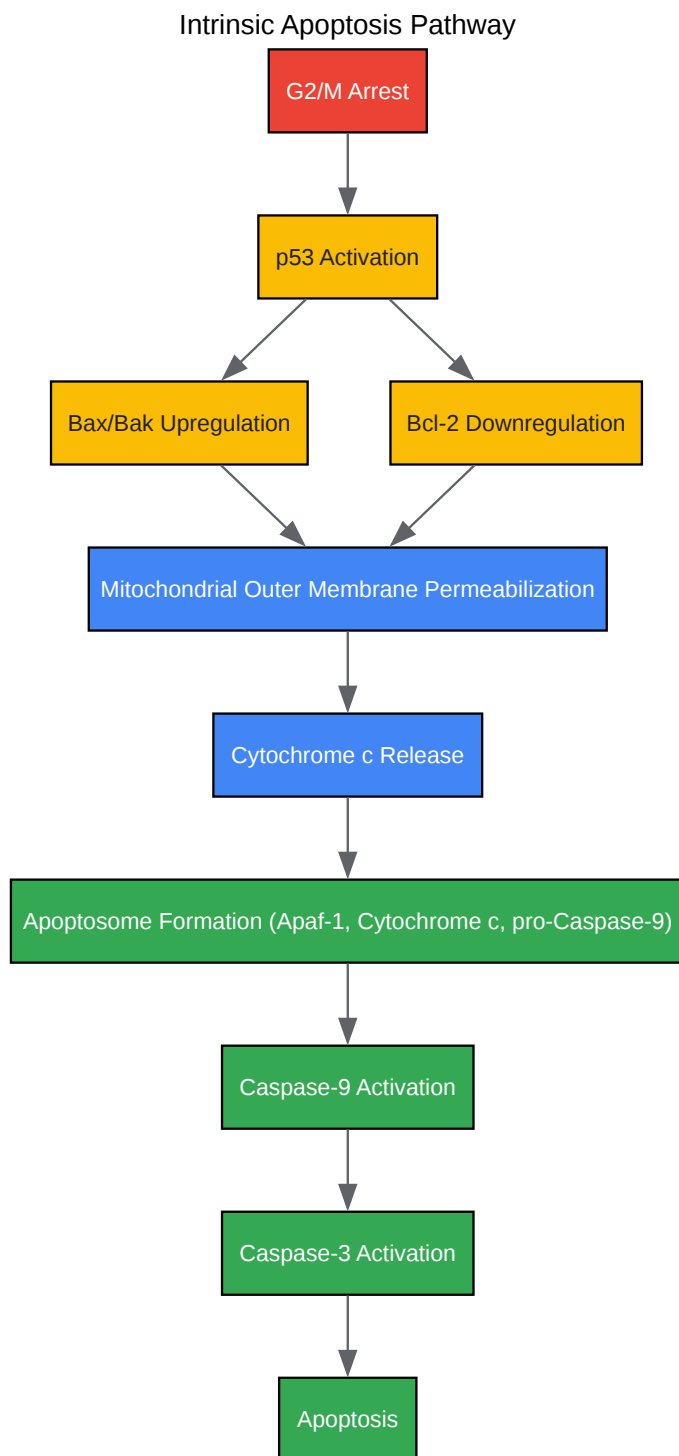 Intrinsic Apoptosis Pathway
G2/M Arrest
p53 Activation
Bax/Bak Upregulation
Bcl-2 Downregulation
Mitochondrial Outer Membrane Permeabilization
Cytochrome c Release
Apoptosome Formation (Apaf-1, Cytochrome c, pro-Caspase-9)
Caspase-9 Activation
Caspase-3 Activation
Apoptosis